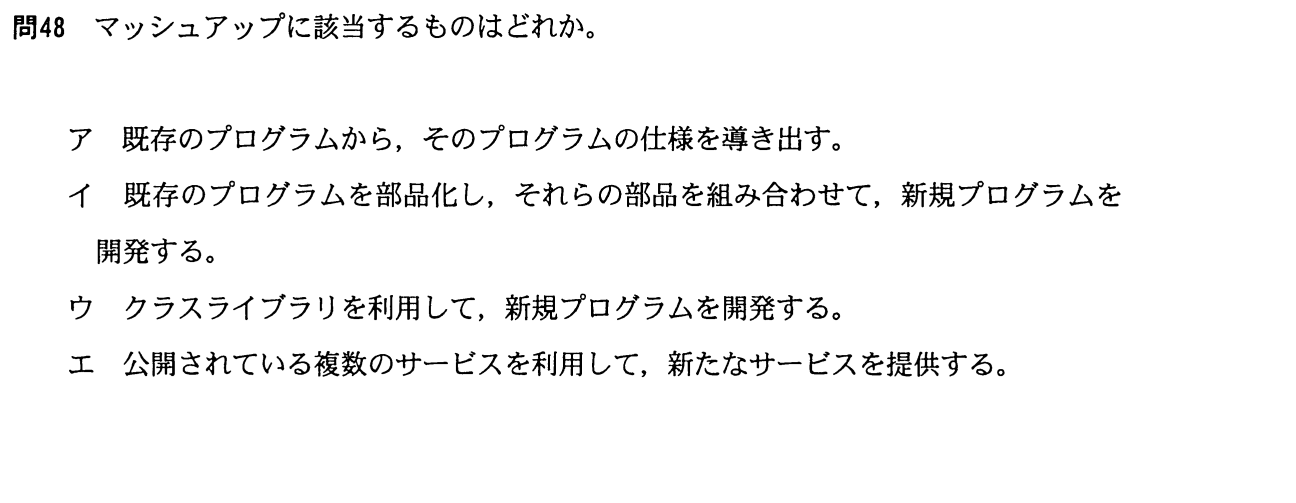 問48　マッシュアップに該当するものはどれか。
ア　既存のプログラムから，そのプログラムの仕様を導き出す。
イ　既存のプログラムを部品化し，それらの部品を組み合わせて，新規プログラムを
開発する。
ウ　クラスライブラリを利用して，新規プログラムを開発する。
エ　公開されている複数のサービスを利用して，新たなサービスを提供する。